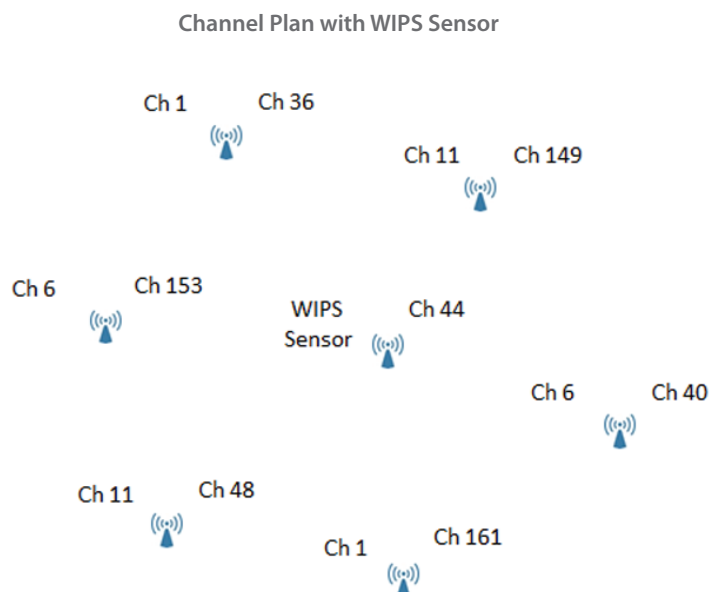 Channel Plan with WIPS Sensor
Ch 1
Ch 36
Ch 11
Ch 149
Ch 6
Ch 153
WIPS
Sensor
Ch 44
Ch 6
Ch 40
Ch 11
Ch 48
Ch 1
Ch 161